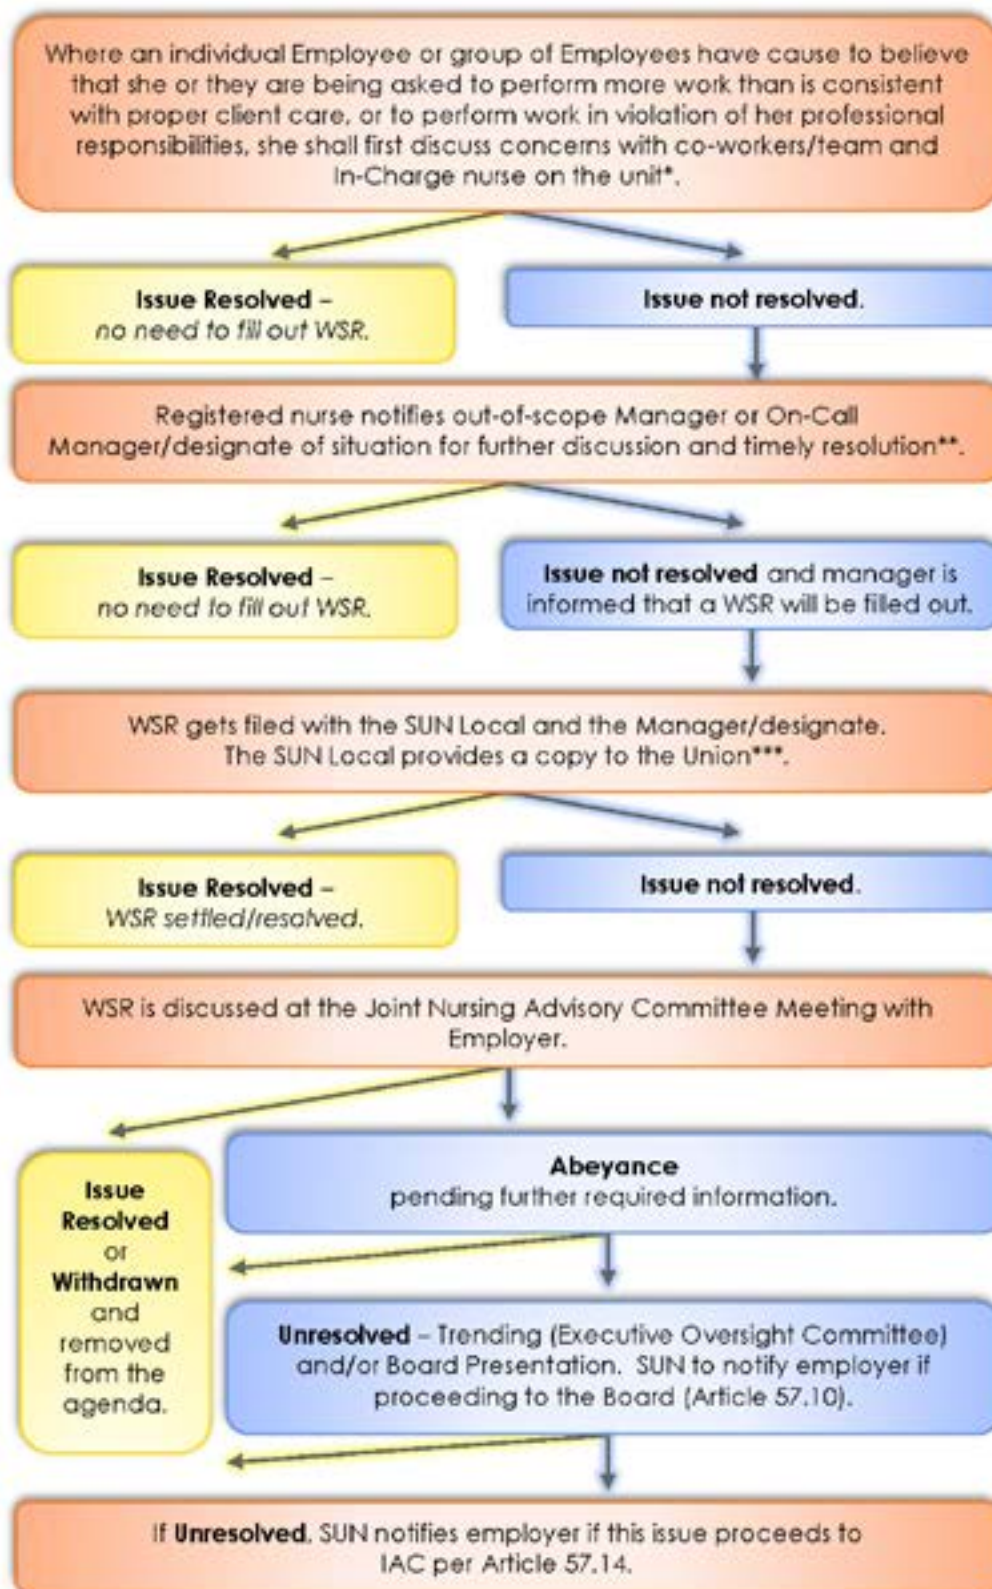 Where an individual Employee or group of Employees have cause to believe
that she or they are being asked to perform more work than is consistent
with proper client care, or to perform work in violation of her professional
responsibilities, she shall first discuss concerns with co-workers/team and
In-Charge nurse on the unit*.
Issue Resolved –
no need to fill out WSR.
Issue not resolved.
Registered nurse notifies out-of-scope Manager or On-Call
Manager/designate of situation for further discussion and timely resolution**.
Issue Resolved –
no need to fill out WSR.
Issue not resolved and manager is
informed that a WSR will be filled out.
WSR gets filed with the SUN Local and the Manager/designate.
The SUN Local provides a copy to the Union***.
Issue Resolved –
WSR settled/resolved.
Issue not resolved.
WSR is discussed at the Joint Nursing Advisory Committee Meeting with
Employer.
Issue
Resolved
or
Withdrawn
and
removed
from the
agenda.
Abeyance
pending further required information.
Unresolved – Trending (Executive Oversight Committee)
and/or Board Presentation. SUN to notify employer if
proceeding to the Board (Article 57.10).
If Unresolved, SUN notifies employer if this issue proceeds to
IAC per Article 57.14.